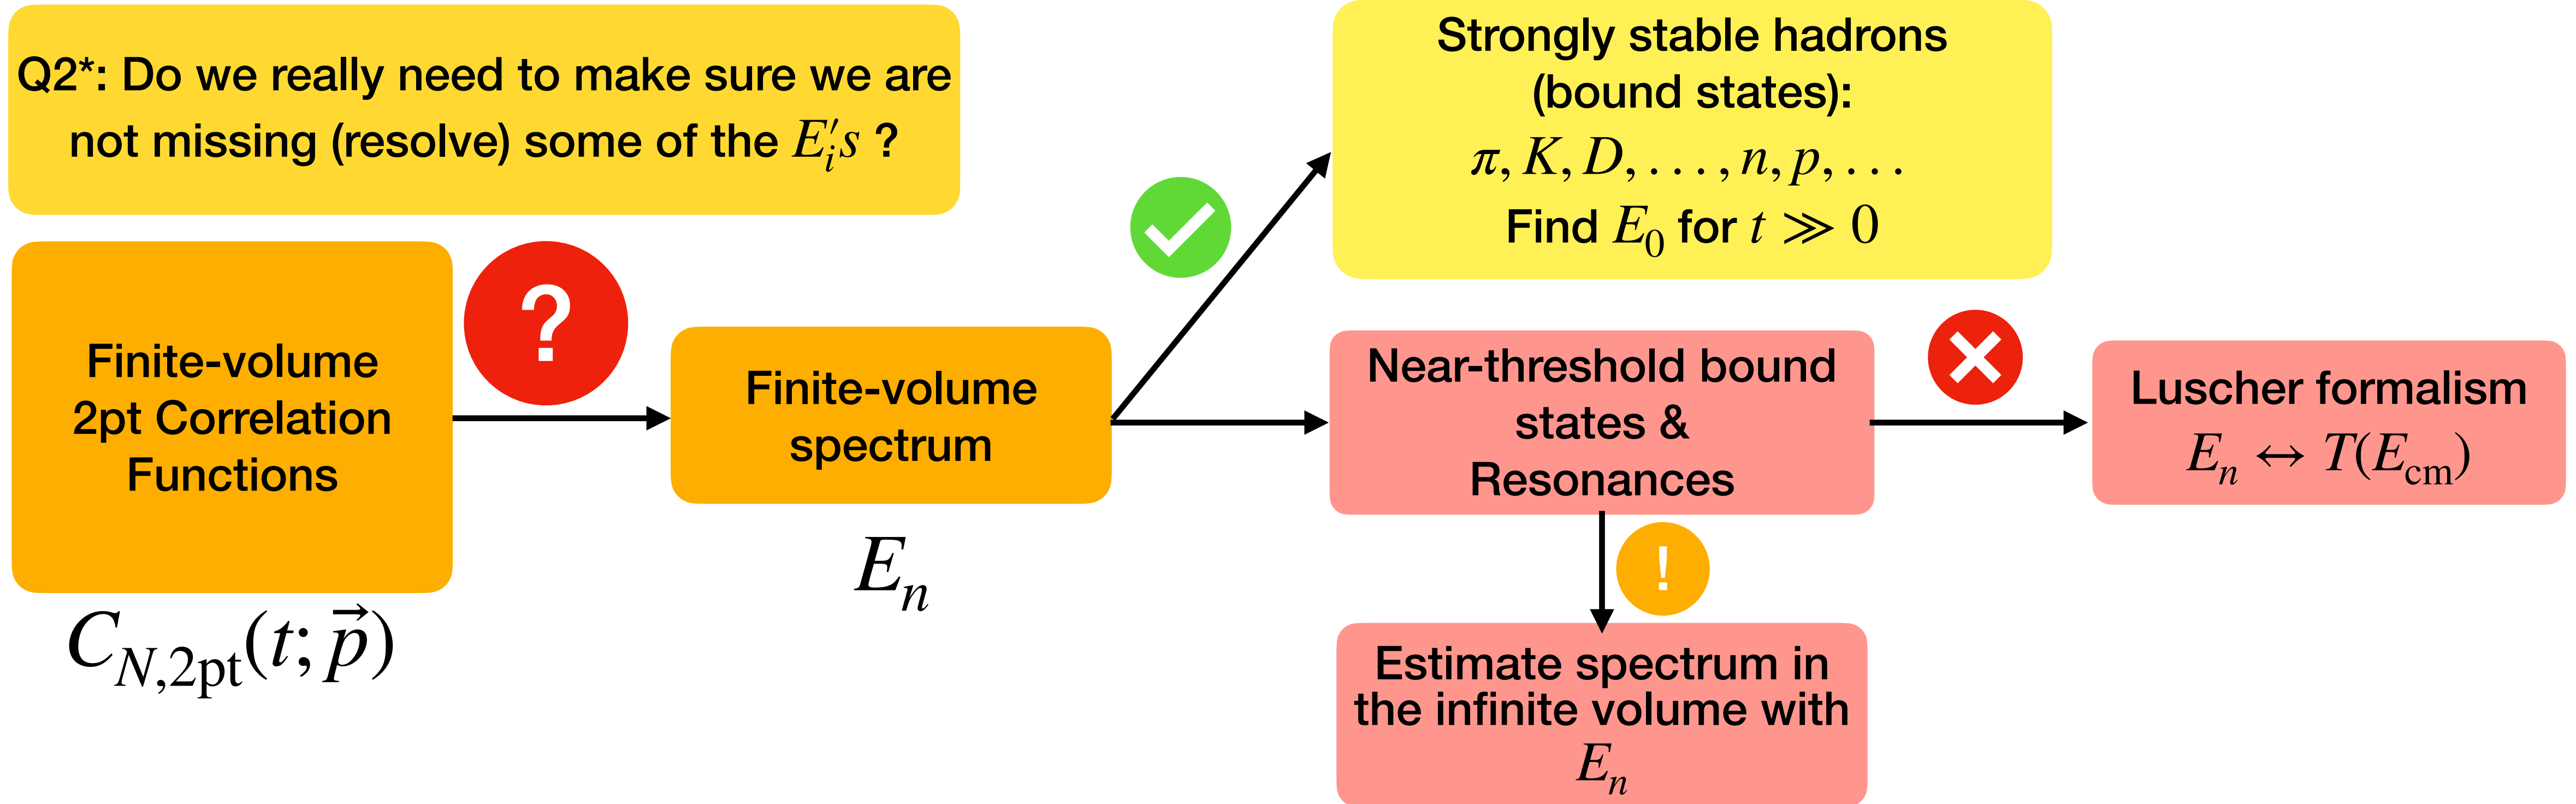 Q2*: Do we really need to make sure we are
not missing (resolve) some of the E′ᵢs ?
Strongly stable hadrons
(bound states):
π, K, D, . . . , n, p, . . .
Find E₀ for t ≫ 0
?
Finite-volume
2pt Correlation
Functions
C_{N,2pt}(t; p⃗)
Finite-volume
spectrum
Eₙ
Near-threshold bound
states &
Resonances
Luscher formalism
Eₙ ↔ T(E_cm)
!
Estimate spectrum in
the infinite volume with
Eₙ